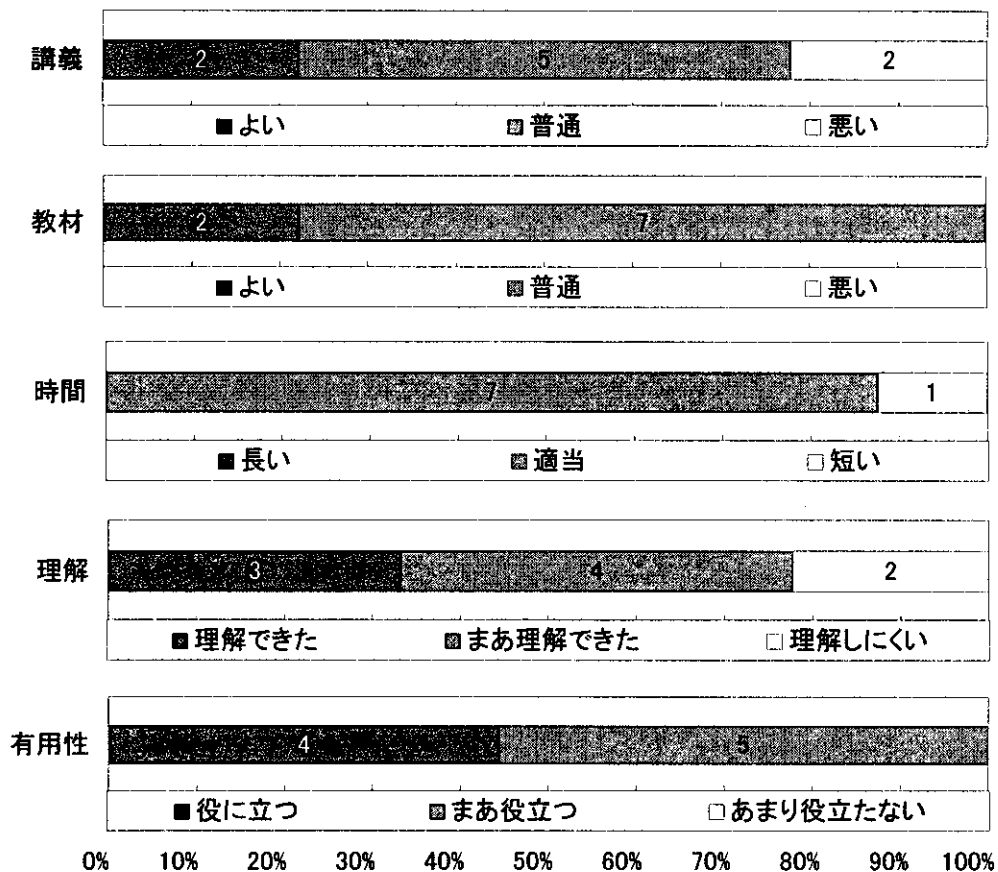 講義 2 5 2
■よい ■普通 □悪い
教材 2 7
■よい ■普通 □悪い
時間 7 1
■長い ■適当 □短い
理解 3 4 2
■理解できた ■まあ理解できた □理解しにくい
有用性 4 5
■役に立つ ■まあ役立つ □あまり役立たない
0% 10% 20% 30% 40% 50% 60% 70% 80% 90% 100%